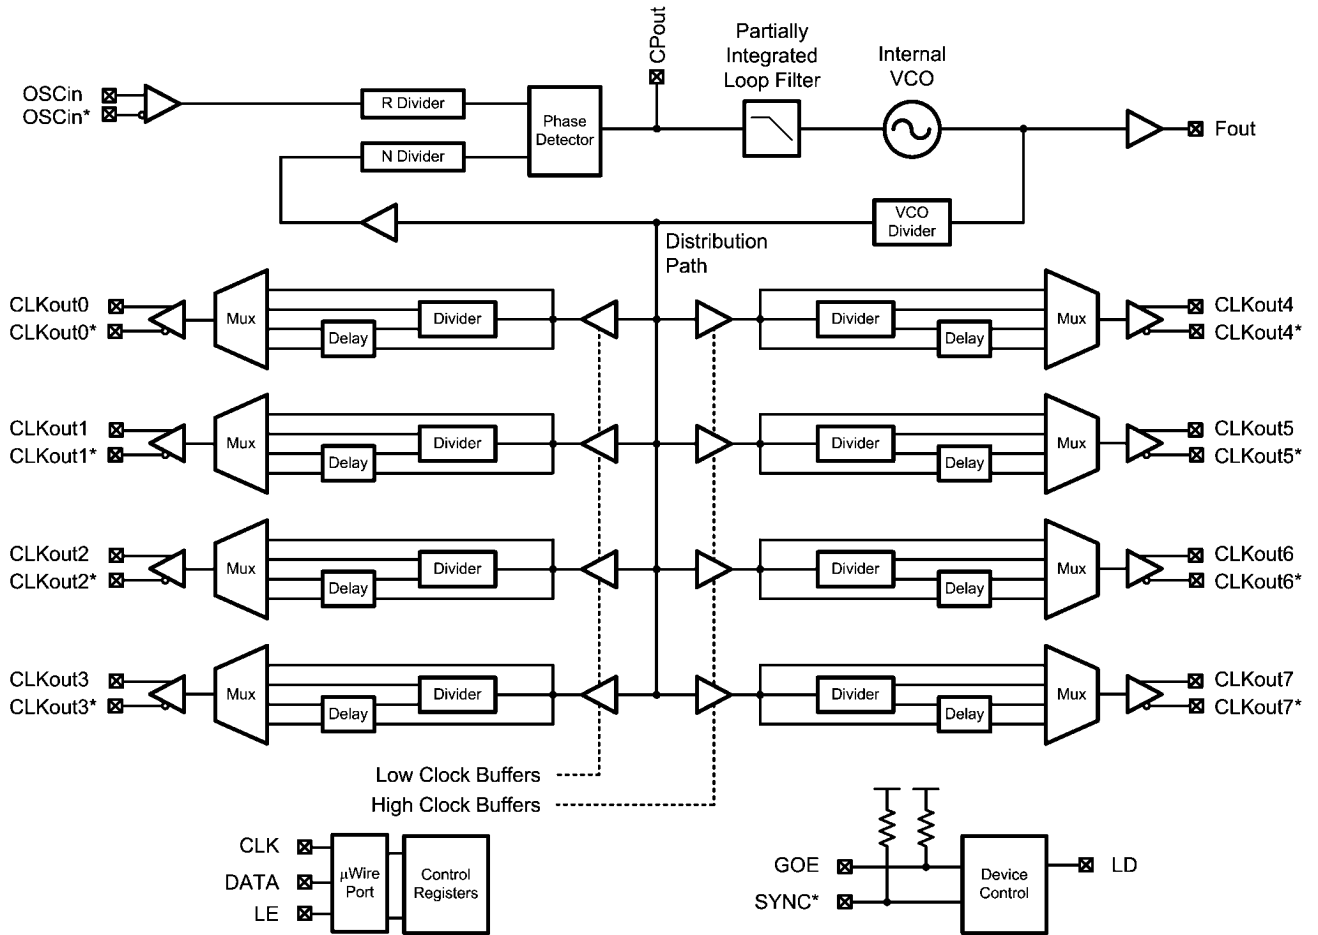 CPout
Partially
Integrated
Loop Filter
Internal
VCO
OSCin
OSCin*
R Divider
N Divider
Phase
Detector
Fout
VCO
Divider
Distribution
Path
CLKout0
CLKout0*
Mux
Delay
Divider
Divider
Delay
Mux
CLKout4
CLKout4*
CLKout1
CLKout1*
Mux
Delay
Divider
Divider
Delay
Mux
CLKout5
CLKout5*
CLKout2
CLKout2*
Mux
Delay
Divider
Divider
Delay
Mux
CLKout6
CLKout6*
CLKout3
CLKout3*
Mux
Delay
Divider
Divider
Delay
Mux
CLKout7
CLKout7*
Low Clock Buffers
High Clock Buffers
CLK
DATA
LE
μWire
Port
Control
Registers
GOE
SYNC*
Device
Control
LD